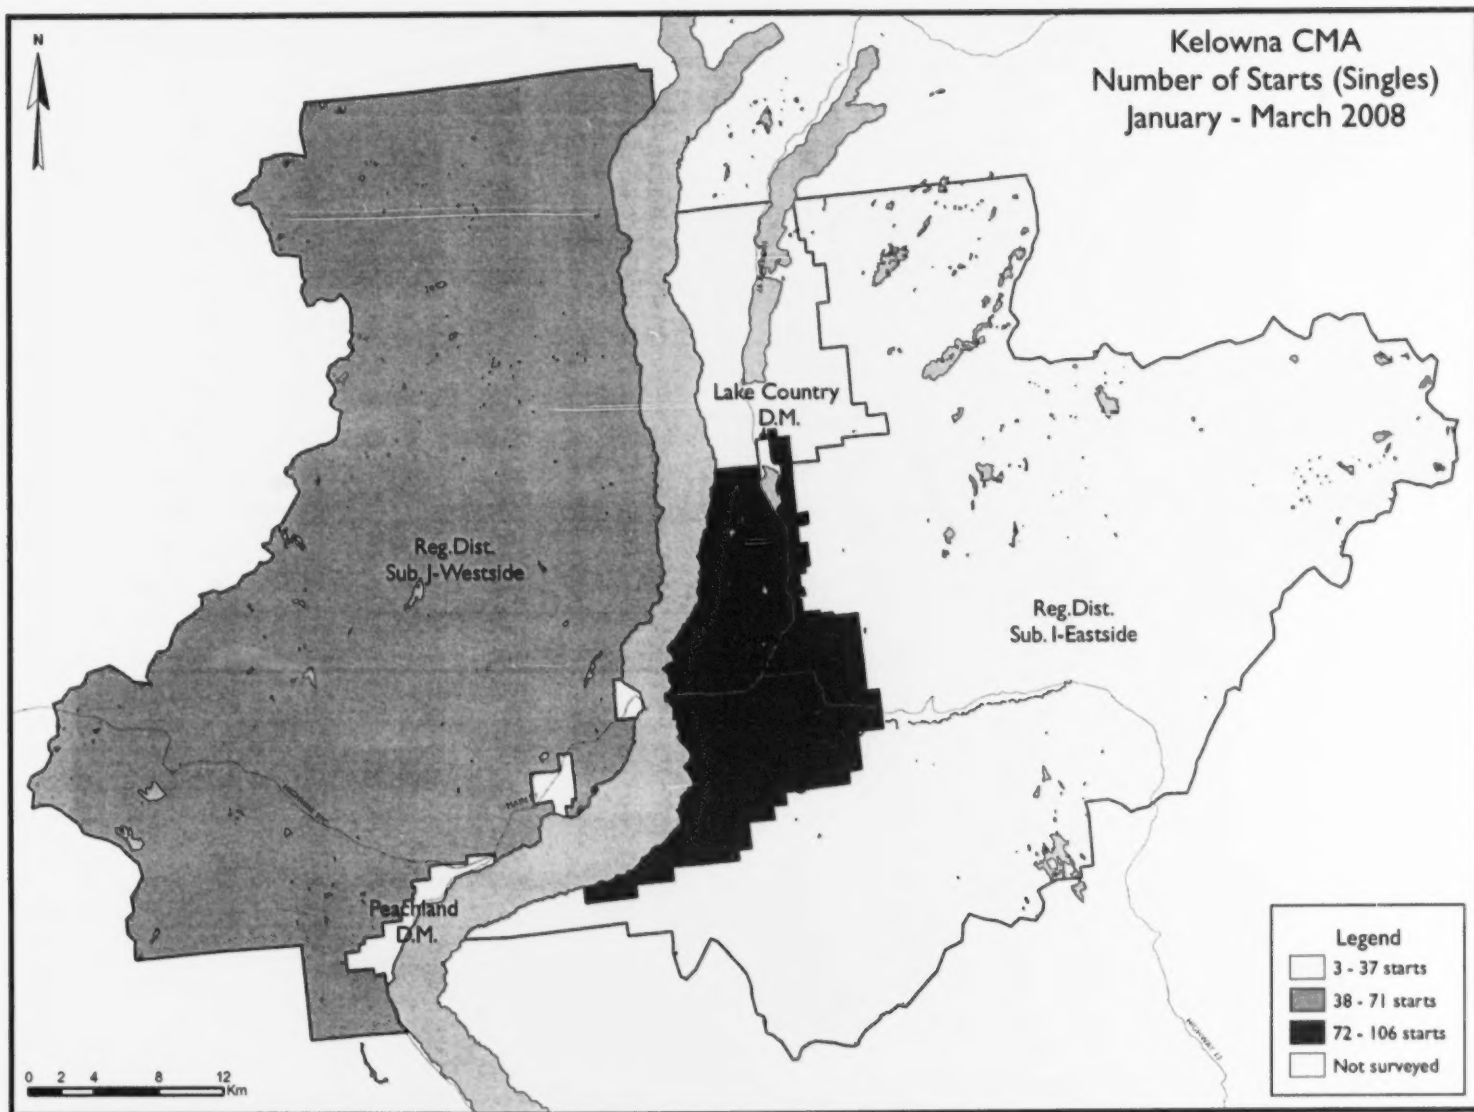 N
Kelowna CMA
Number of Starts (Singles)
January - March 2008
Lake Country
D.M.
Reg.Dist.
Sub. J-Westside
Reg.Dist.
Sub. I-Eastside
Peachland
D.M.
Legend
3 - 37 starts
38 - 71 starts
72 - 106 starts
Not surveyed
0 2 4 8 12
Km